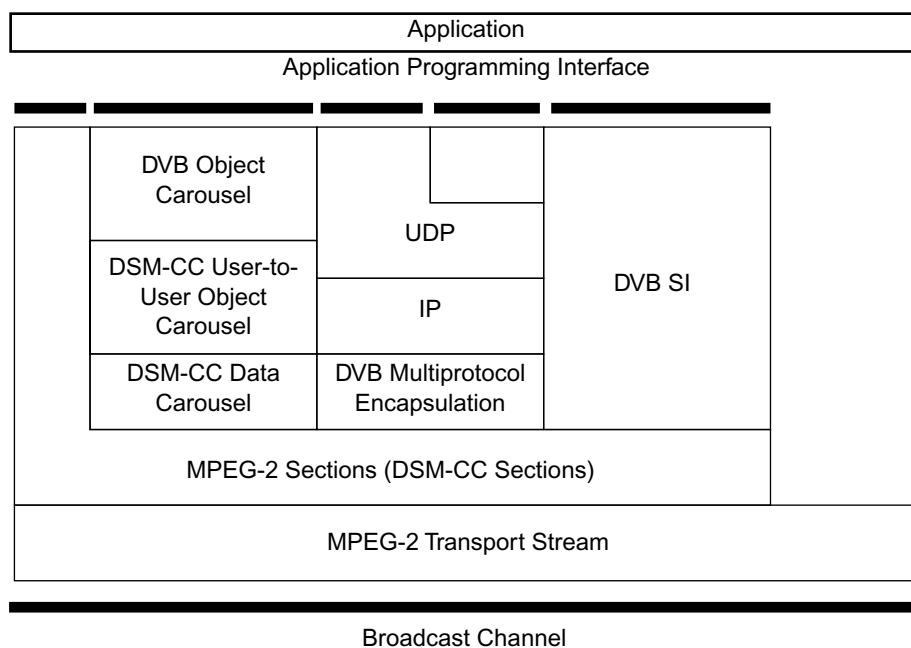 Application
Application Programming Interface
DVB Object
Carousel
DSM-CC User-to-
User Object
Carousel
DSM-CC Data
Carousel
UDP
IP
DVB Multiprotocol
Encapsulation
DVB SI
MPEG-2 Sections (DSM-CC Sections)
MPEG-2 Transport Stream
Broadcast Channel